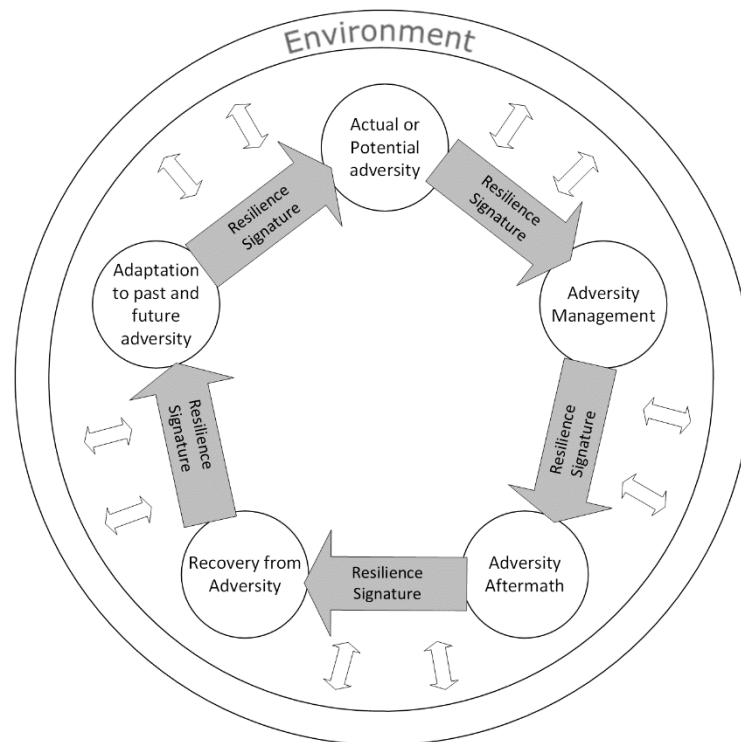 Environment
Actual or
Potential
adversity
Resilience
Signature
Adversity
Management
Resilience
Signature
Adversity
Aftermath
Resilience
Signature
Recovery from
Adversity
Resilience
Signature
Adaptation
to past and
future
adversity
Resilience
Signature